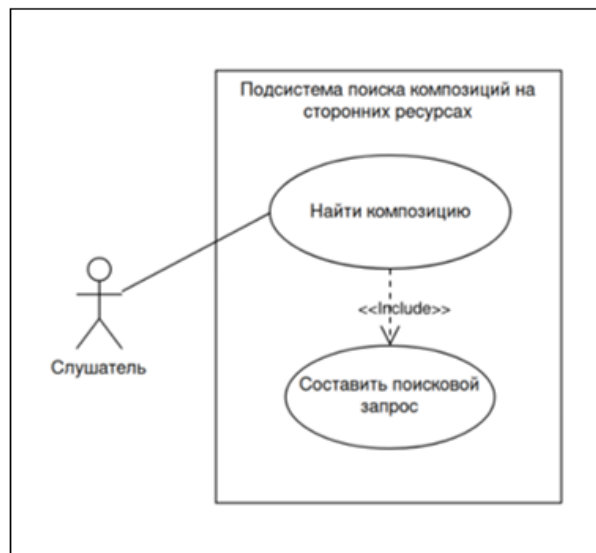 Подсистема поиска композиций на
сторонних ресурсах
Найти композицию
<<Include>>
Слушатель
Составить поисковой
запрос